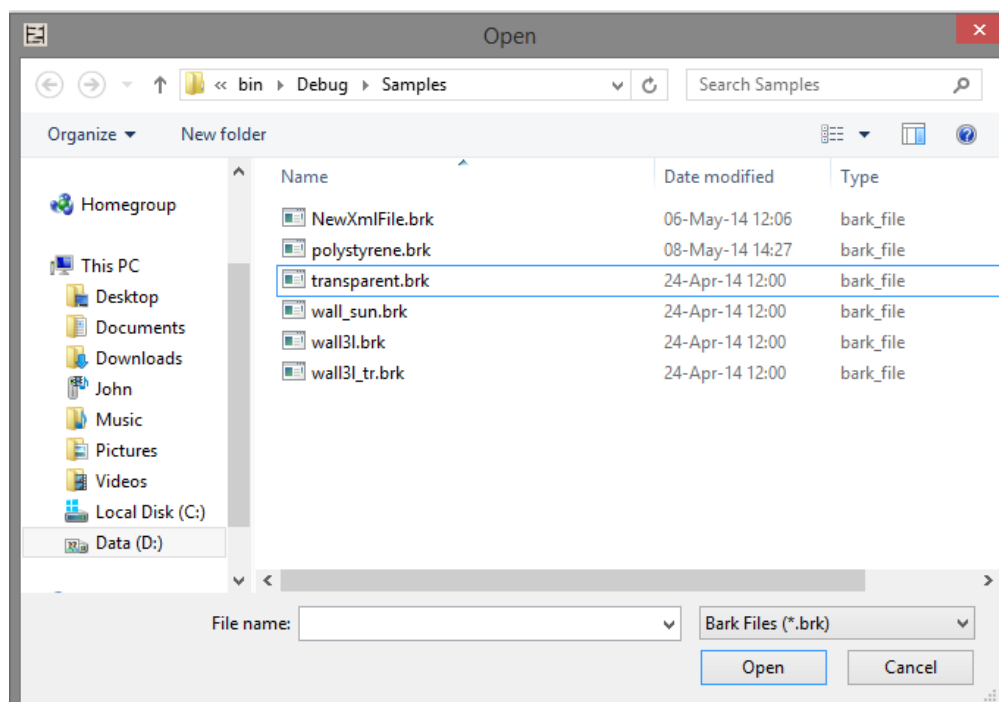 Open
« bin Debug Samples Search Samples
Organize New folder
Name Date modified Type
Homegroup
NewXmlFile.brk 06-May-14 12:06 bark_file
polystyrene.brk 08-May-14 14:27 bark_file
This PC
transparent.brk 24-Apr-14 12:00 bark_file
Desktop
wall_sun.brk 24-Apr-14 12:00 bark_file
Documents
wall3l.brk 24-Apr-14 12:00 bark_file
Downloads
wall3l_tr.brk 24-Apr-14 12:00 bark_file
John
Music
Pictures
Videos
Local Disk (C:)
Data (D:)
File name: Bark Files (*.brk)
Open Cancel